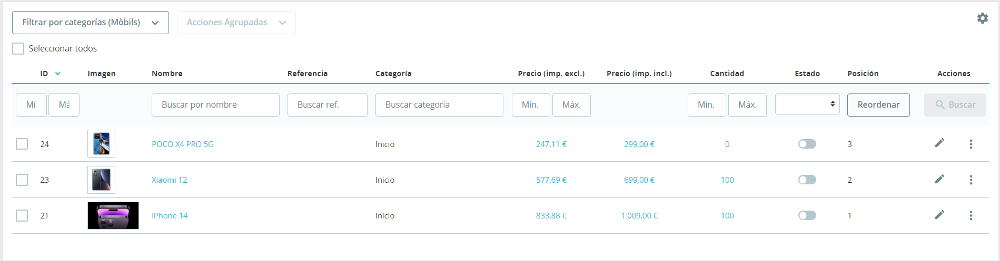 Filtrar por categorías (Mòbils) Acciones Agrupadas
Seleccionar todos
ID Imagen Nombre Referencia Categoría Precio (imp. excl.) Precio (imp. incl.) Cantidad Estado Posición Acciones
Mí Má Buscar por nombre Buscar ref. Buscar categoría Mín. Máx. Mín. Máx. Reordenar Buscar
24 POCO X4 PRO 5G Inicio 247,11 € 299,00 € 0 3
23 Xiaomi 12 Inicio 577,69 € 699,00 € 100 2
21 iPhone 14 Inicio 833,88 € 1.009,00 € 100 1